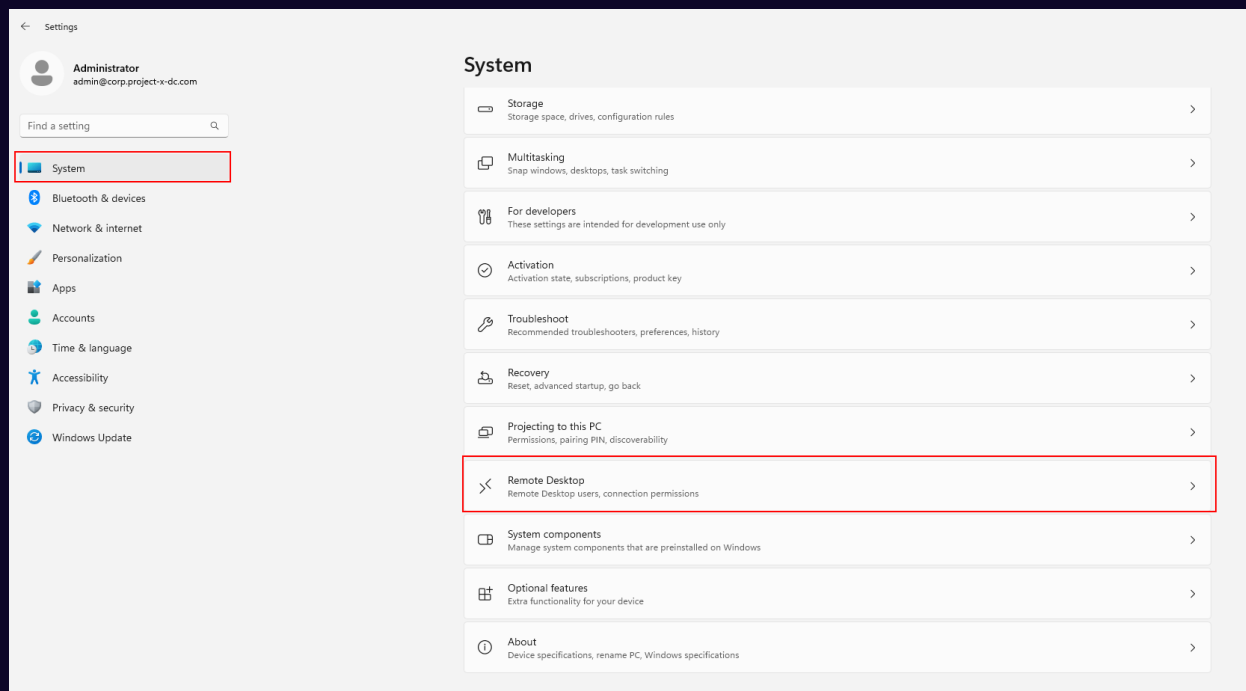 Settings
Administrator
admin@corp.project-x-dc.com
Find a setting
System
Bluetooth & devices
Network & internet
Personalization
Apps
Accounts
Time & language
Accessibility
Privacy & security
Windows Update
System
Storage
Storage space, drives, configuration rules
Multitasking
Snap windows, desktops, task switching
For developers
These settings are intended for development use only
Activation
Activation state, subscriptions, product key
Troubleshoot
Recommended troubleshooters, preferences, history
Recovery
Reset, advanced startup, go back
Projecting to this PC
Permissions, pairing PIN, discoverability
Remote Desktop
Remote Desktop users, connection permissions
System components
Manage system components that are preinstalled on Windows
Optional features
Extra functionality for your device
About
Device specifications, rename PC, Windows specifications